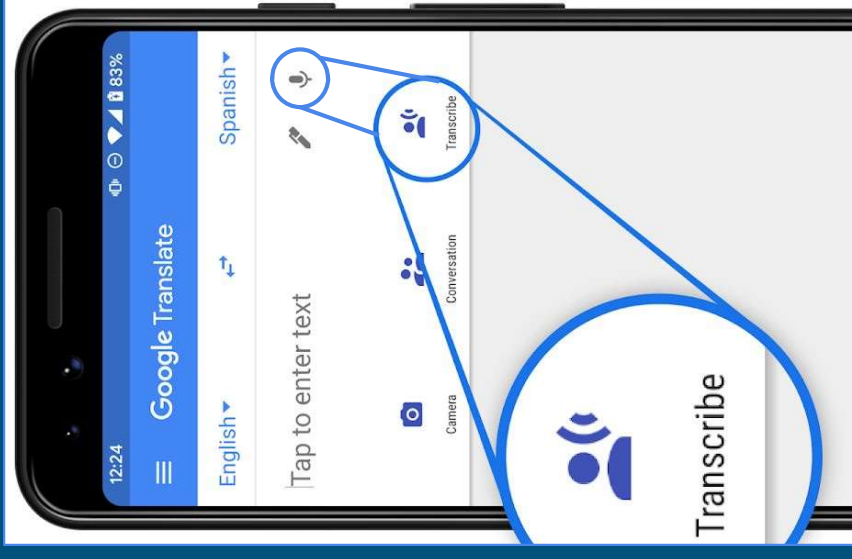 12:24 83%
Google Translate
English Spanish
Tap to enter text
Camera Conversation Transcribe
Transcribe